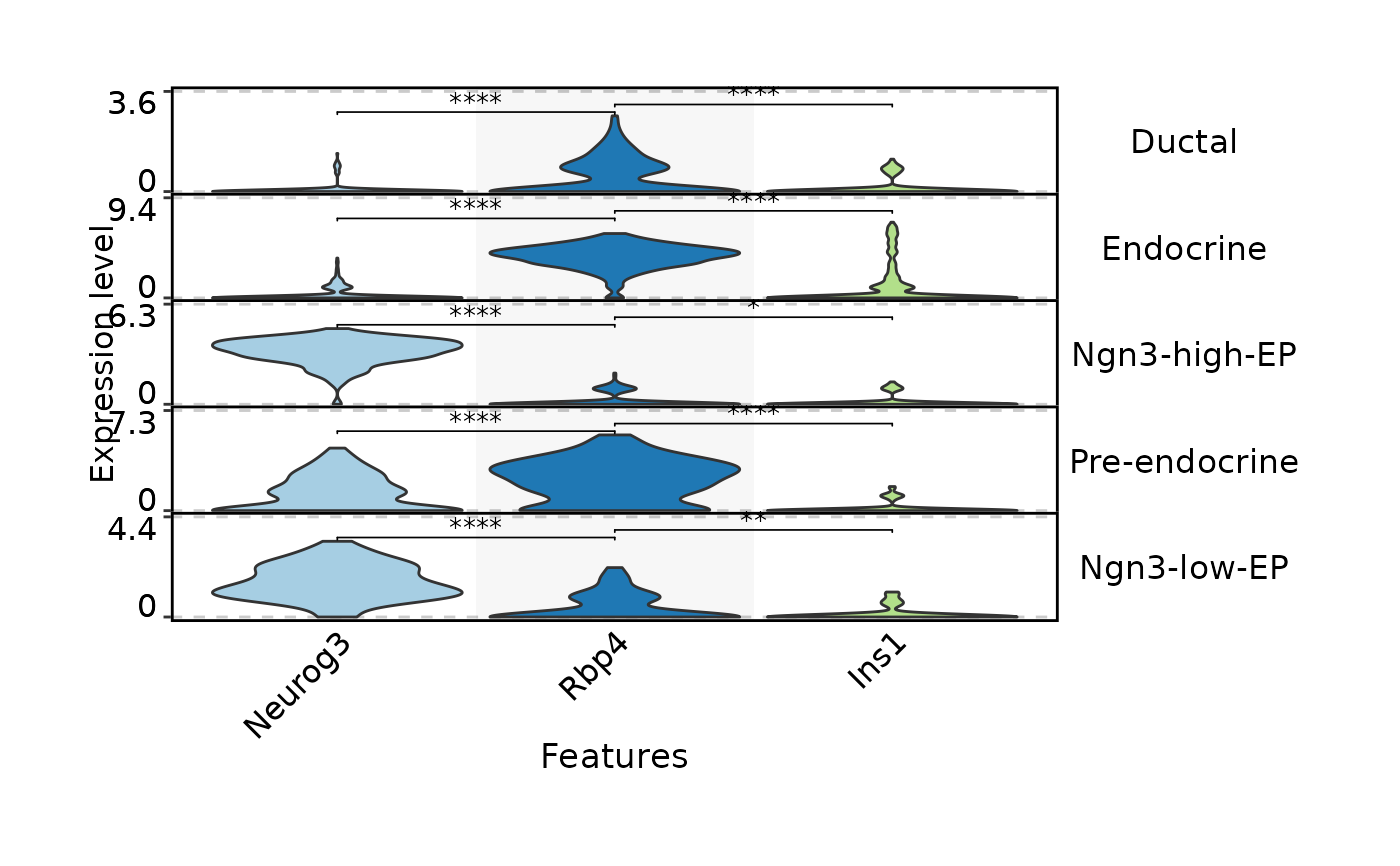 3.6
0
**** ****
Ductal
9.4
0
**** ****
Endocrine
6.3
0
**** *
Ngn3-high-EP
7.3
0
**** ****
Pre-endocrine
4.4
0
**** **
Ngn3-low-EP
Expression level
Neurog3
Rbp4
Ins1
Features